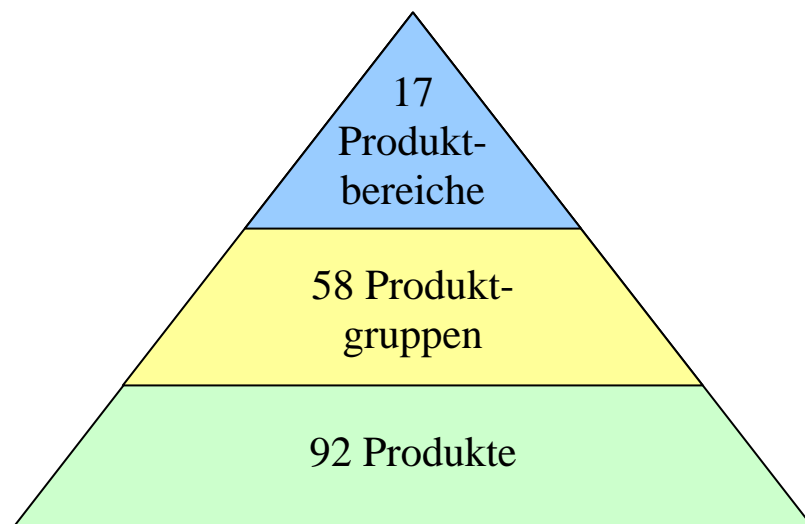 17
Produkt-
bereiche
58 Produkt-
gruppen
92 Produkte